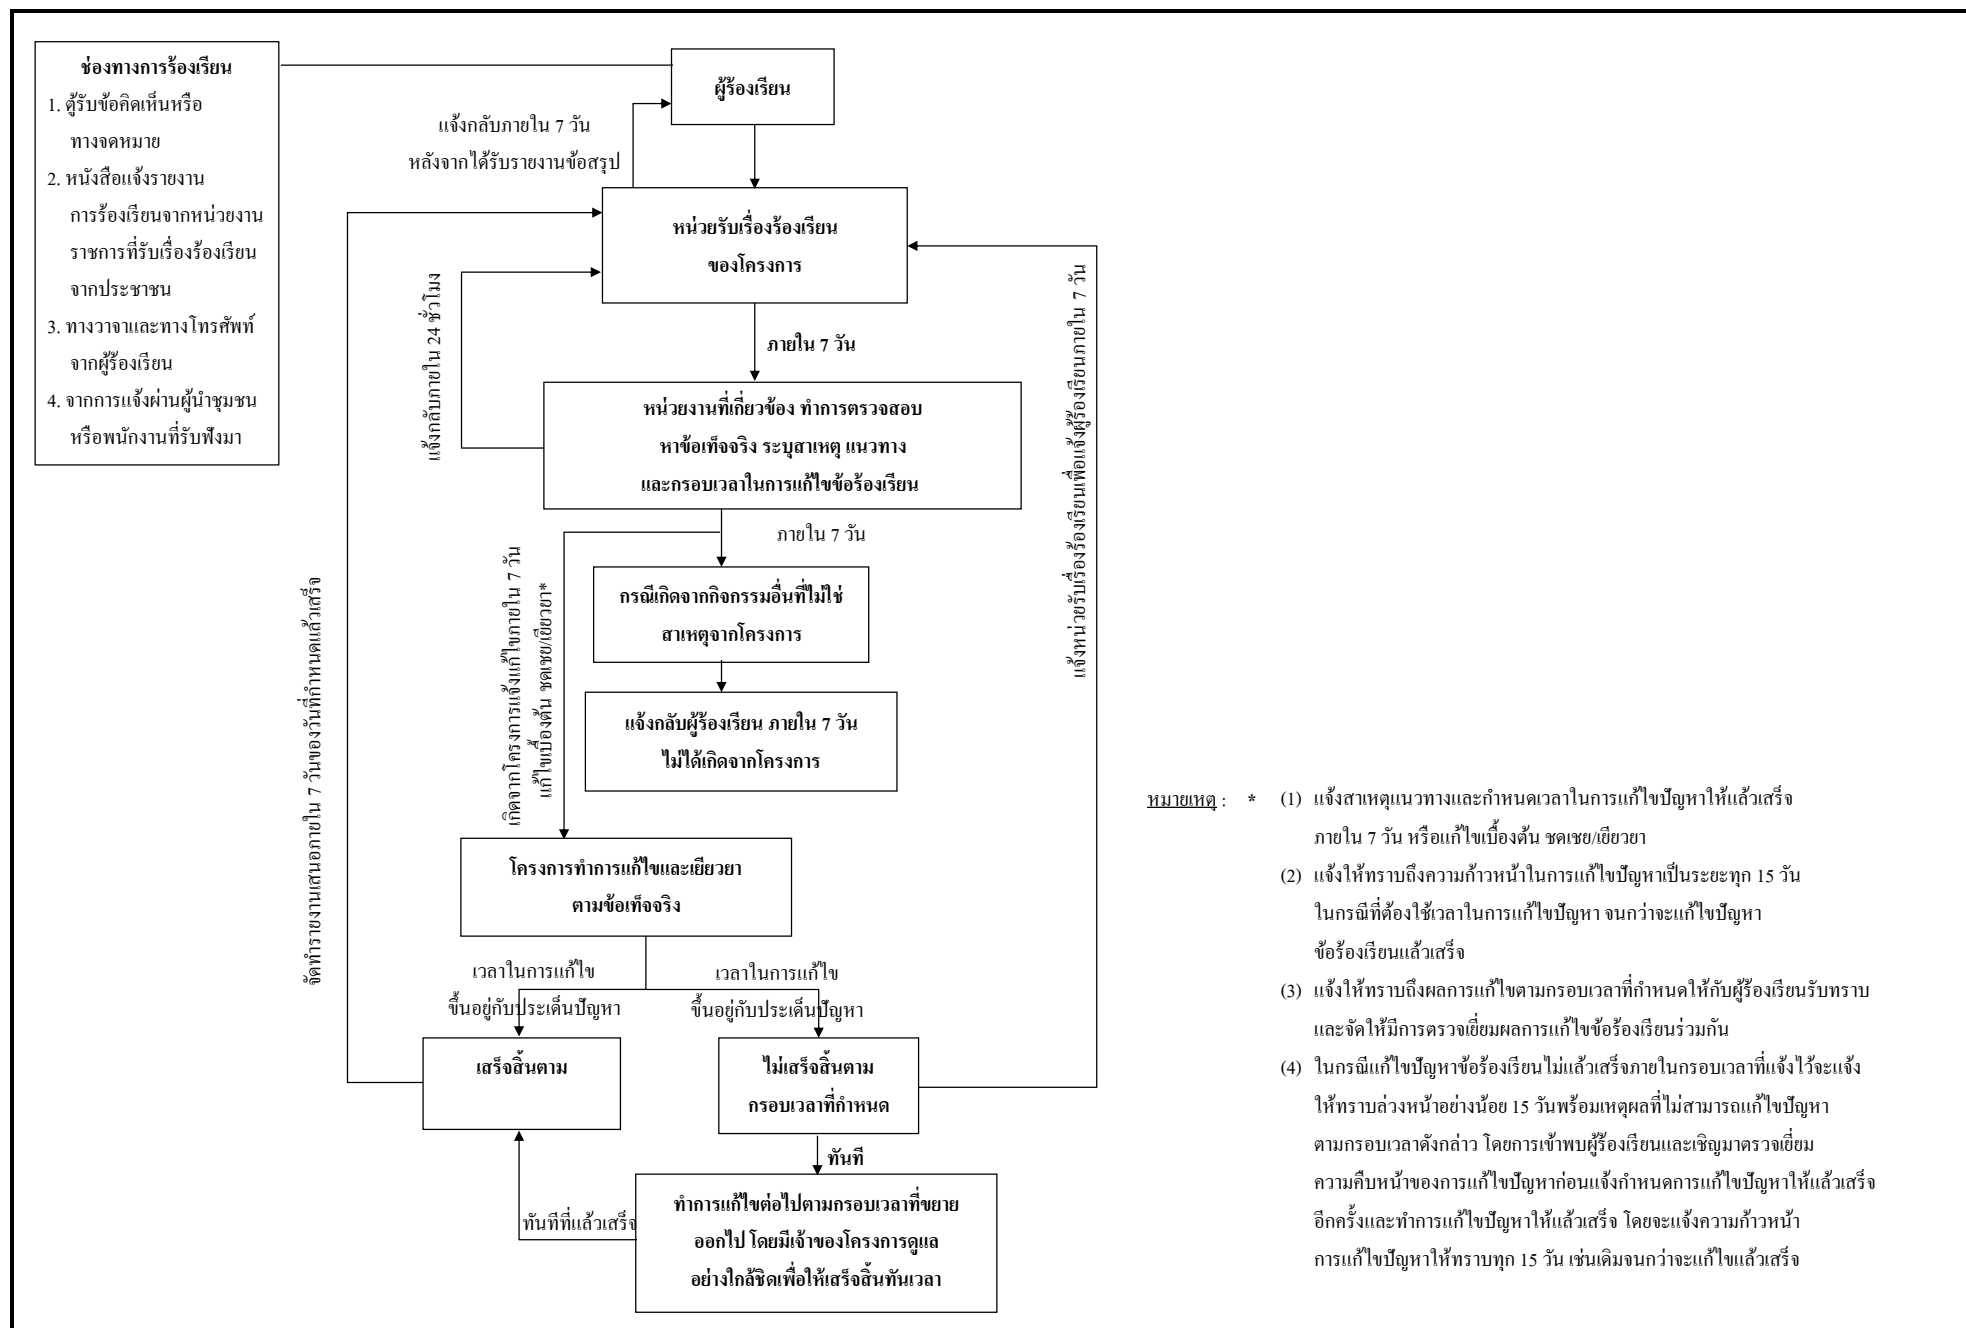 ช่องทางการร้องเรียน
1. ตู้รับข้อคิดเห็นหรือ
ทางจดหมาย
2. หนังสือแจ้งรายงาน
การร้องเรียนจากหน่วยงาน
ราชการที่รับเรื่องร้องเรียน
จากประชาชน
3. ทางวาจาและทางโทรศัพท์
จากผู้ร้องเรียน
4. จากการแจ้งผ่านผู้นำชุมชน
หรือพนักงานที่รับฟังมา
ผู้ร้องเรียน
แจ้งกลับภายใน 7 วัน
หลังจากได้รับรายงานข้อสรุป
หน่วยรับเรื่องร้องเรียน
ของโครงการ
แจ้งกลับภายใน 24 ชั่วโมง
ภายใน 7 วัน
หน่วยงานที่เกี่ยวข้อง ทำการตรวจสอบ
หาข้อเท็จจริง ระบุสาเหตุ แนวทาง
และกรอบเวลาในการแก้ไขข้อร้องเรียน
แจ้งหน่วยรับเรื่องร้องเรียนเพื่อแจ้งผู้ร้องเรียนภายใน 7 วัน
ภายใน 7 วัน
กรณีเกิดจากกิจกรรมอื่นที่ไม่ใช่
สาเหตุจากโครงการ
แจ้งกลับผู้ร้องเรียน ภายใน 7 วัน
ไม่ได้เกิดจากโครงการ
เกิดจากโครงการแจ้งแก้ไขภายใน 7 วัน
แก้ไขเบื้องต้น ชดเชย/เยียวยา*
จัดทำรายงานเสนอภายใน 7 วันของวันที่กำหนดแล้วเสร็จ
โครงการทำการแก้ไขและเยียวยา
ตามข้อเท็จจริง
เวลาในการแก้ไข
ขึ้นอยู่กับประเด็นปัญหา
เวลาในการแก้ไข
ขึ้นอยู่กับประเด็นปัญหา
เสร็จสิ้นตาม
ไม่เสร็จสิ้นตาม
กรอบเวลาที่กำหนด
ทันที
ทันทีที่แล้วเสร็จ
ทำการแก้ไขต่อไปตามกรอบเวลาที่ขยาย
ออกไป โดยมีเจ้าของโครงการดูแล
อย่างใกล้ชิดเพื่อให้เสร็จสิ้นทันเวลา
หมายเหตุ : * (1) แจ้งสาเหตุแนวทางและกำหนดเวลาในการแก้ไขปัญหาให้แล้วเสร็จ
ภายใน 7 วัน หรือแก้ไขเบื้องต้น ชดเชย/เยียวยา
(2) แจ้งให้ทราบถึงความก้าวหน้าในการแก้ไขปัญหาเป็นระยะทุก 15 วัน
ในกรณีที่ต้องใช้เวลาในการแก้ไขปัญหา จนกว่าจะแก้ไขปัญหา
ข้อร้องเรียนแล้วเสร็จ
(3) แจ้งให้ทราบถึงผลการแก้ไขตามกรอบเวลาที่กำหนดให้กับผู้ร้องเรียนรับทราบ
และจัดให้มีการตรวจเยี่ยมผลการแก้ไขข้อร้องเรียนร่วมกัน
(4) ในกรณีแก้ไขปัญหาข้อร้องเรียนไม่แล้วเสร็จภายในกรอบเวลาที่แจ้งไว้จะแจ้ง
ให้ทราบล่วงหน้าอย่างน้อย 15 วันพร้อมเหตุผลที่ไม่สามารถแก้ไขปัญหา
ตามกรอบเวลาดังกล่าว โดยการเข้าพบผู้ร้องเรียนและเชิญมาตรวจเยี่ยม
ความคืบหน้าของการแก้ไขปัญหาก่อนแจ้งกำหนดการแก้ไขปัญหาให้แล้วเสร็จ
อีกครั้งและทำการแก้ไขปัญหาให้แล้วเสร็จ โดยจะแจ้งความก้าวหน้า
การแก้ไขปัญหาให้ทราบทุก 15 วัน เช่นเดิมจนกว่าจะแก้ไขแล้วเสร็จ